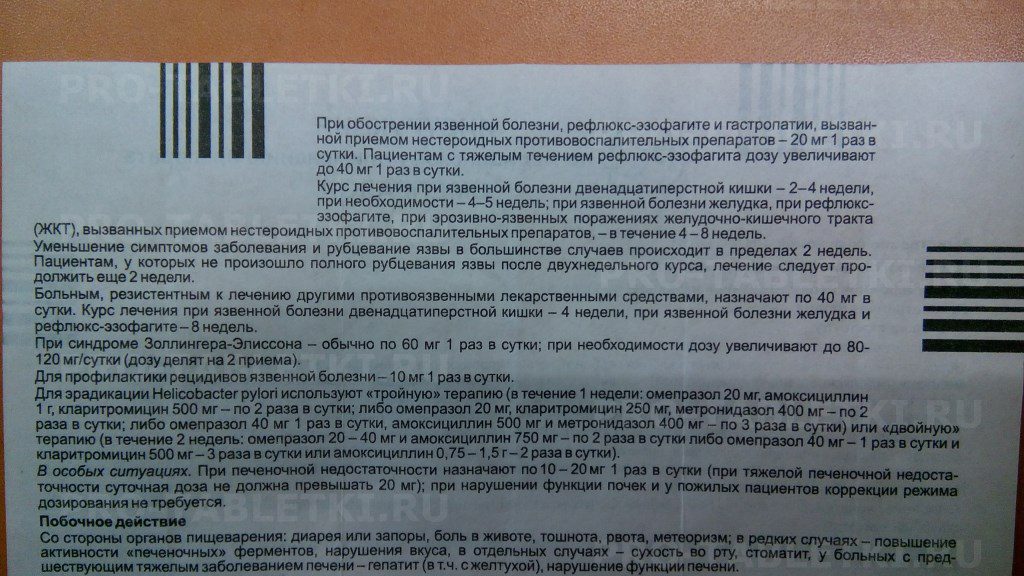 PRO-TABLETKI.RU
При обострении язвенной болезни, рефлюкс-эзофагите и гастропатии, вызван-
ной приемом нестероидных противовоспалительных препаратов – 20 мг 1 раз в
сутки. Пациентам с тяжелым течением рефлюкс-эзофагита дозу увеличивают
до 40 мг 1 раз в сутки.
Курс лечения при язвенной болезни двенадцатиперстной кишки – 2–4 недели,
при необходимости – 4–5 недель; при язвенной болезни желудка, при рефлюкс-
эзофагите, при эрозивно-язвенных поражениях желудочно-кишечного тракта
(ЖКТ), вызванных приемом нестероидных противовоспалительных препаратов, – в течение 4 – 8 недель.
Уменьшение симптомов заболевания и рубцевание язвы в большинстве случаев происходит в пределах 2 недель.
Пациентам, у которых не произошло полного рубцевания язвы после двухнедельного курса, лечение следует про-
должить еще 2 недели.
Больным, резистентным к лечению другими противоязвенными лекарственными средствами, назначают по 40 мг в
сутки. Курс лечения при язвенной болезни двенадцатиперстной кишки – 4 недели, при язвенной болезни желудка и
рефлюкс-эзофагите – 8 недель.
При синдроме Золлингера-Элиссона – обычно по 60 мг 1 раз в сутки; при необходимости дозу увеличивают до 80-
120 мг/сутки (дозу делят на 2 приема).
Для профилактики рецидивов язвенной болезни – 10 мг 1 раз в сутки.
Для эрадикации Helicobacter pylori используют «тройную» терапию (в течение 1 недели: омепразол 20 мг, амоксициллин
1 г, кларитромицин 500 мг – по 2 раза в сутки; либо омепразол 20 мг, кларитромицин 250 мг, метронидазол 400 мг – по 2
раза в сутки; либо омепразол 40 мг 1 раз в сутки, амоксициллин 500 мг и метронидазол 400 мг – по 3 раза в сутки) или «двойную»
терапию (в течение 2 недель: омепразол 20 – 40 мг и амоксициллин 750 мг – по 2 раза в сутки либо омепразол 40 мг – 1 раз в сутки и
кларитромицин 500 мг – 3 раза в сутки или амоксициллин 0,75 – 1,5 г – 2 раза в сутки).
В особых ситуациях. При печеночной недостаточности назначают по 10 – 20 мг 1 раз в сутки (при тяжелой печеночной недоста-
точности суточная доза не должна превышать 20 мг); при нарушении функции почек и у пожилых пациентов коррекции режима
дозирования не требуется.
Побочное действие
Со стороны органов пищеварения: диарея или запоры, боль в животе, тошнота, рвота, метеоризм; в редких случаях – повышение
активности «печеночных» ферментов, нарушения вкуса, в отдельных случаях – сухость во рту, стоматит, у больных с пред-
шествующим тяжелым заболеванием печени – гепатит (в т.ч. с желтухой), нарушение функции печени.